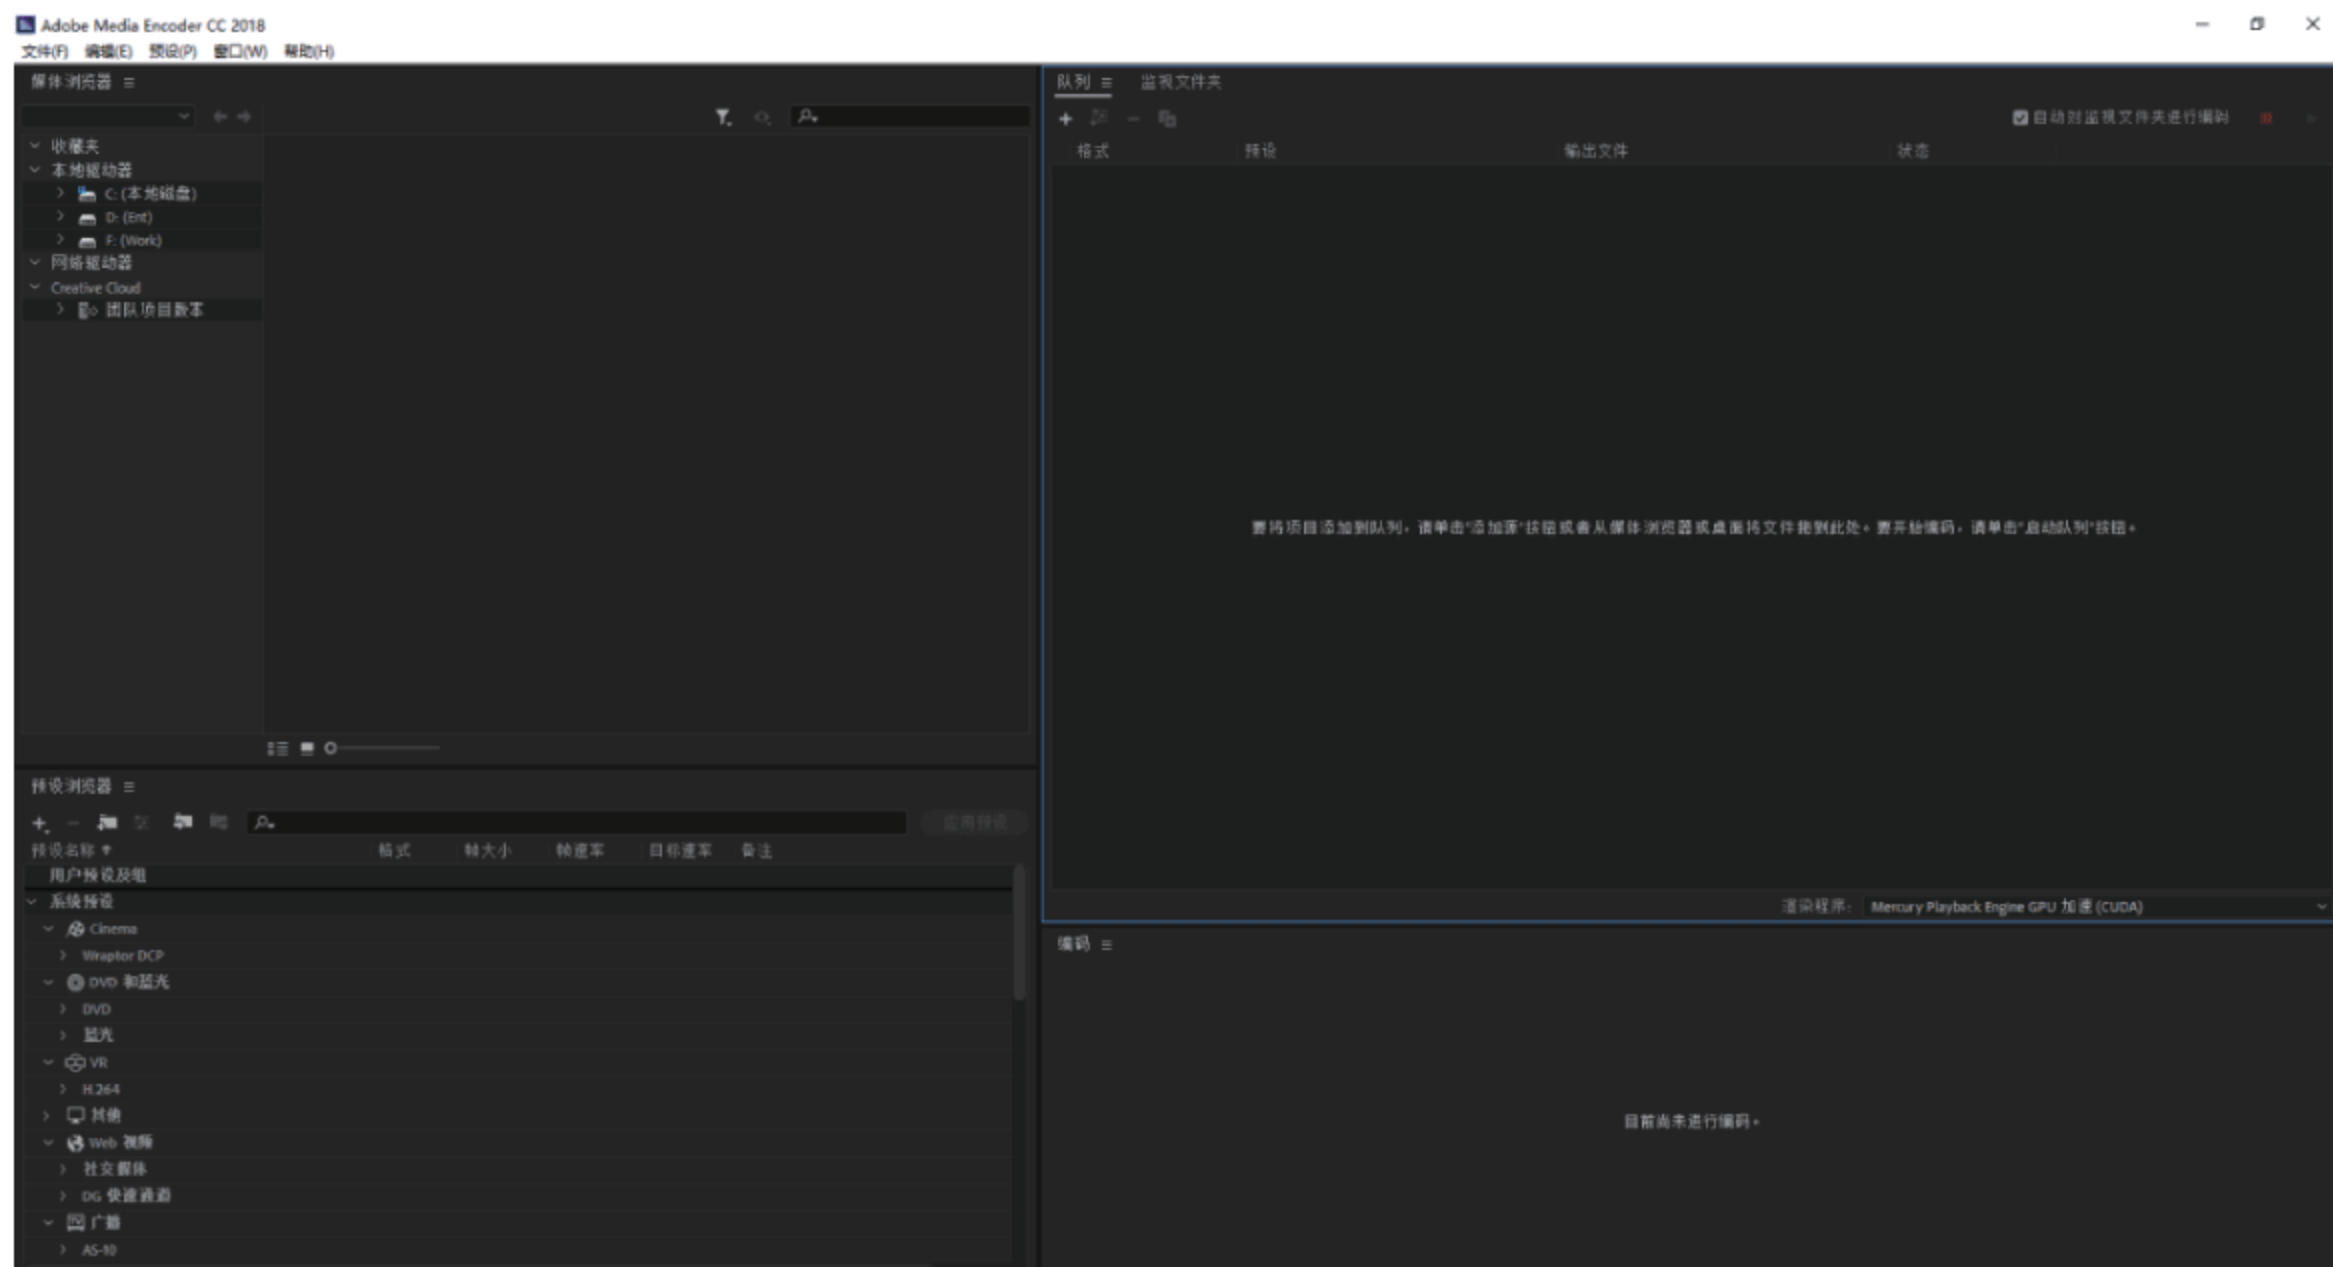 Adobe Media Encoder CC 2018
文件(F) 编辑(E) 预设(P) 窗口(W) 帮助(H)
媒体浏览器
收藏夹
本地驱动器
C: (本地磁盘)
D: (Ent)
F: (Work)
网络驱动器
Creative Cloud
团队项目版本
预设浏览器
应用预设
预设名称 格式 帧大小 帧速率 目标速率 备注
用户预设及组
系统预设
Cinema
Wraptor DCP
DVD 和蓝光
DVD
蓝光
VR
H.264
其他
Web 视频
社交媒体
DG 快速通道
广播
AS-10
队列 监视文件夹
自动对监视文件夹进行编码
格式 预设 输出文件 状态
要将项目添加到队列，请单击"添加源"按钮或者从媒体浏览器或桌面将文件拖到此处。要开始编码，请单击"启动队列"按钮。
渲染程序: Mercury Playback Engine GPU 加速 (CUDA)
编码
目前尚未进行编码。